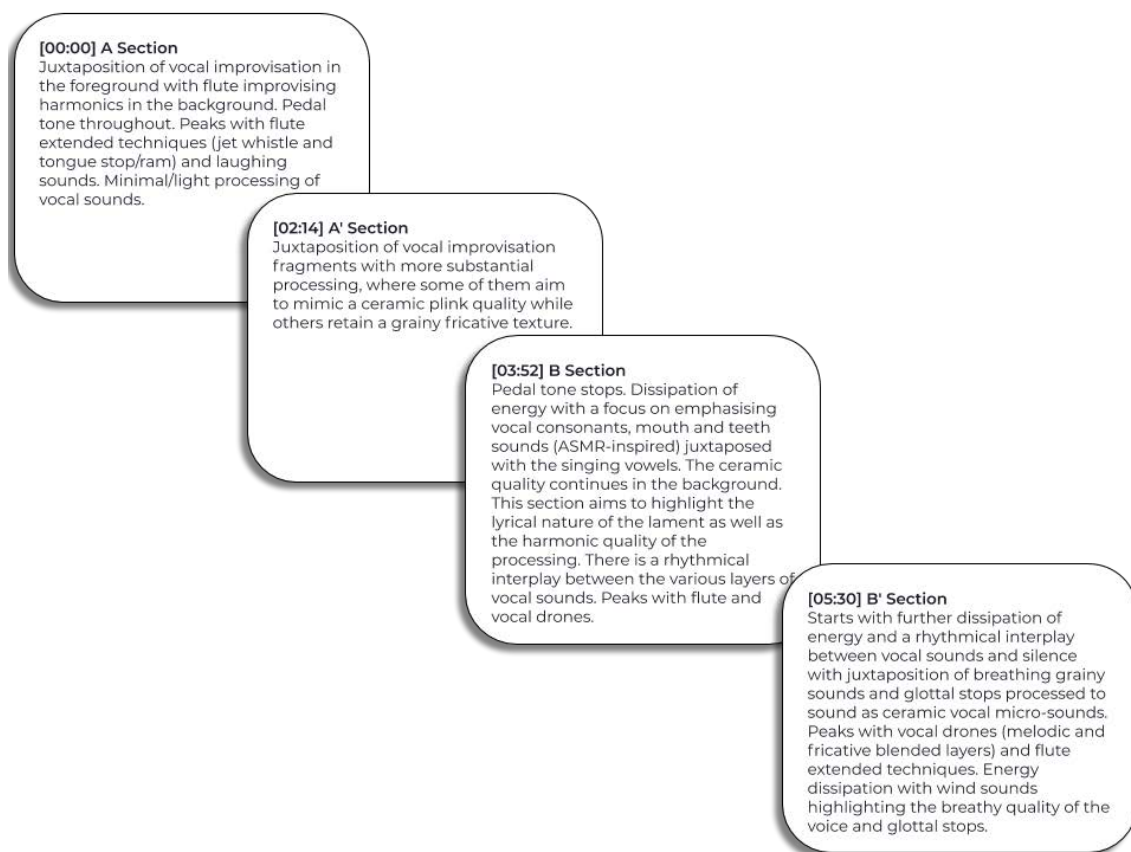 [00:00] A Section
Juxtaposition of vocal improvisation in
the foreground with flute improvising
harmonics in the background. Pedal
tone throughout. Peaks with flute
extended techniques (jet whistle and
tongue stop/ram) and laughing
sounds. Minimal/light processing of
vocal sounds.
[02:14] A' Section
Juxtaposition of vocal improvisation
fragments with more substantial
processing, where some of them aim
to mimic a ceramic plink quality while
others retain a grainy fricative texture.
[03:52] B Section
Pedal tone stops. Dissipation of
energy with a focus on emphasising
vocal consonants, mouth and teeth
sounds (ASMR-inspired) juxtaposed
with the singing vowels. The ceramic
quality continues in the background.
This section aims to highlight the
lyrical nature of the lament as well as
the harmonic quality of the
processing. There is a rhythmical
interplay between the various layers of
vocal sounds. Peaks with flute and
vocal drones.
[05:30] B' Section
Starts with further dissipation of
energy and a rhythmical interplay
between vocal sounds and silence
with juxtaposition of breathing grainy
sounds and glottal stops processed to
sound as ceramic vocal micro-sounds.
Peaks with vocal drones (melodic and
fricative blended layers) and flute
extended techniques. Energy
dissipation with wind sounds
highlighting the breathy quality of the
voice and glottal stops.